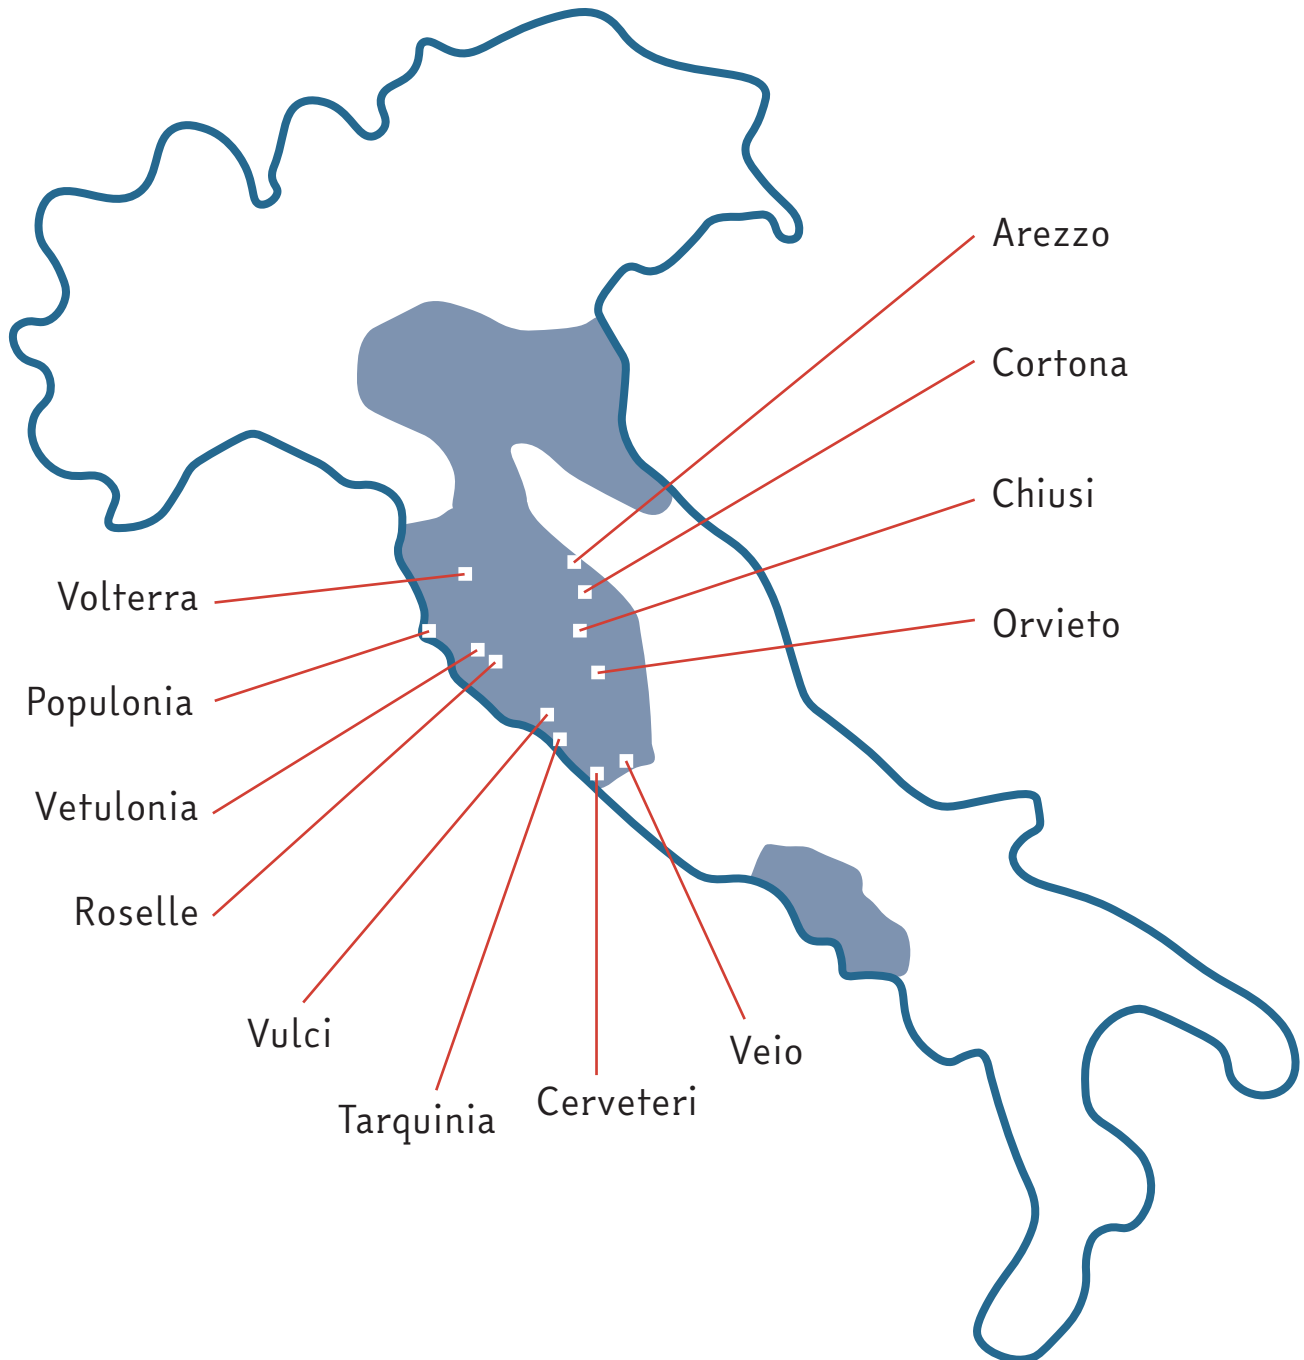 Arezzo
Cortona
Chiusi
Orvieto
Volterra
Populonia
Vetulonia
Roselle
Vulci
Tarquinia
Cerveteri
Veio